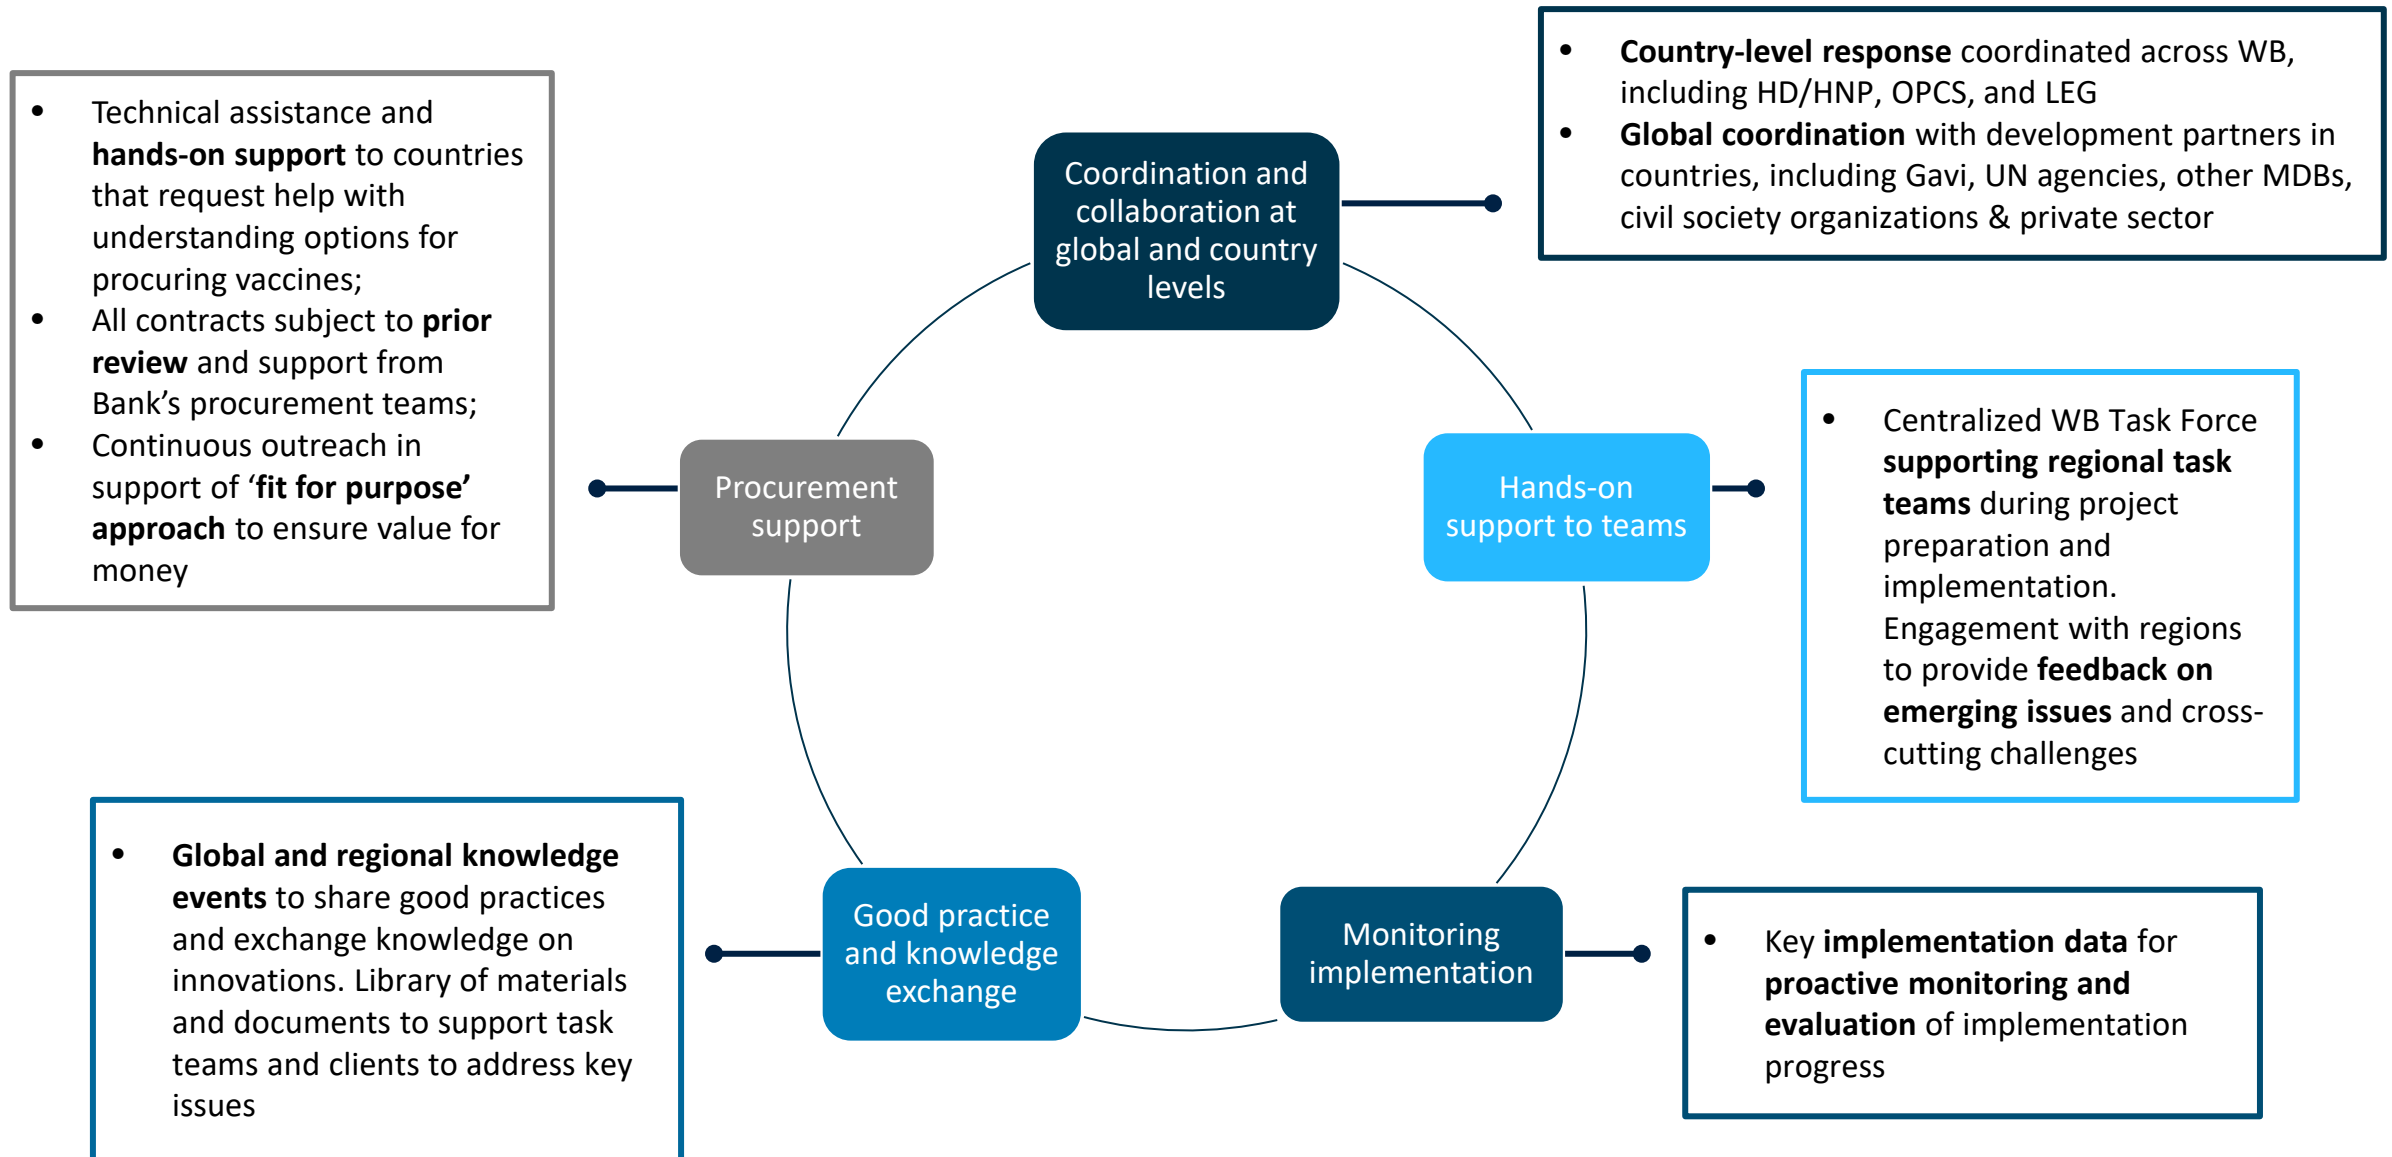 • Technical assistance and
hands-on support to countries
that request help with
understanding options for
procuring vaccines;
• All contracts subject to prior
review and support from
Bank’s procurement teams;
• Continuous outreach in
support of ‘fit for purpose’
approach to ensure value for
money
Coordination and
collaboration at
global and country
levels
• Country-level response coordinated across WB,
including HD/HNP, OPCS, and LEG
• Global coordination with development partners in
countries, including Gavi, UN agencies, other MDBs,
civil society organizations & private sector
Procurement
support
Hands-on
support to teams
• Centralized WB Task Force
supporting regional task
teams during project
preparation and
implementation.
Engagement with regions
to provide feedback on
emerging issues and cross-
cutting challenges
• Global and regional knowledge
events to share good practices
and exchange knowledge on
innovations. Library of materials
and documents to support task
teams and clients to address key
issues
Good practice
and knowledge
exchange
Monitoring
implementation
• Key implementation data for
proactive monitoring and
evaluation of implementation
progress